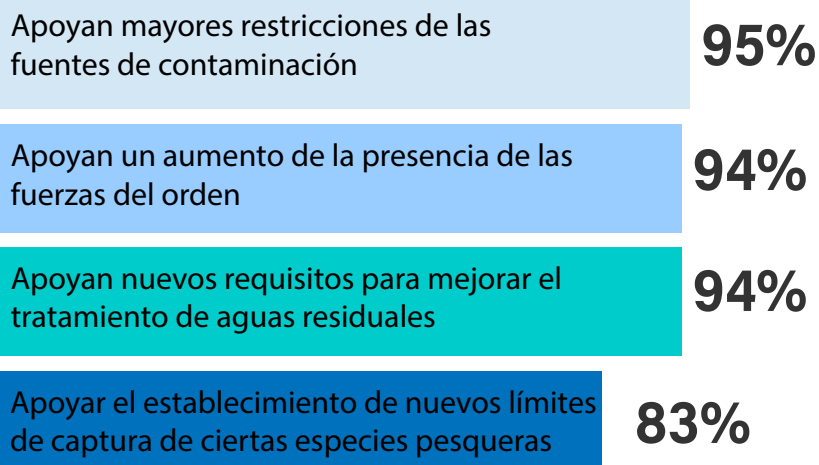 Apoyan mayores restricciones de las
fuentes de contaminación
95%
Apoyan un aumento de la presencia de las
fuerzas del orden
94%
Apoyan nuevos requisitos para mejorar el
tratamiento de aguas residuales
94%
Apoyar el establecimiento de nuevos límites
de captura de ciertas especies pesqueras
83%